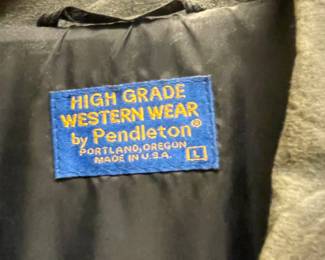 HIGH GRADE
WESTERN WEAR
by Pendleton®
PORTLAND, OREGON
MADE IN U.S.A. L